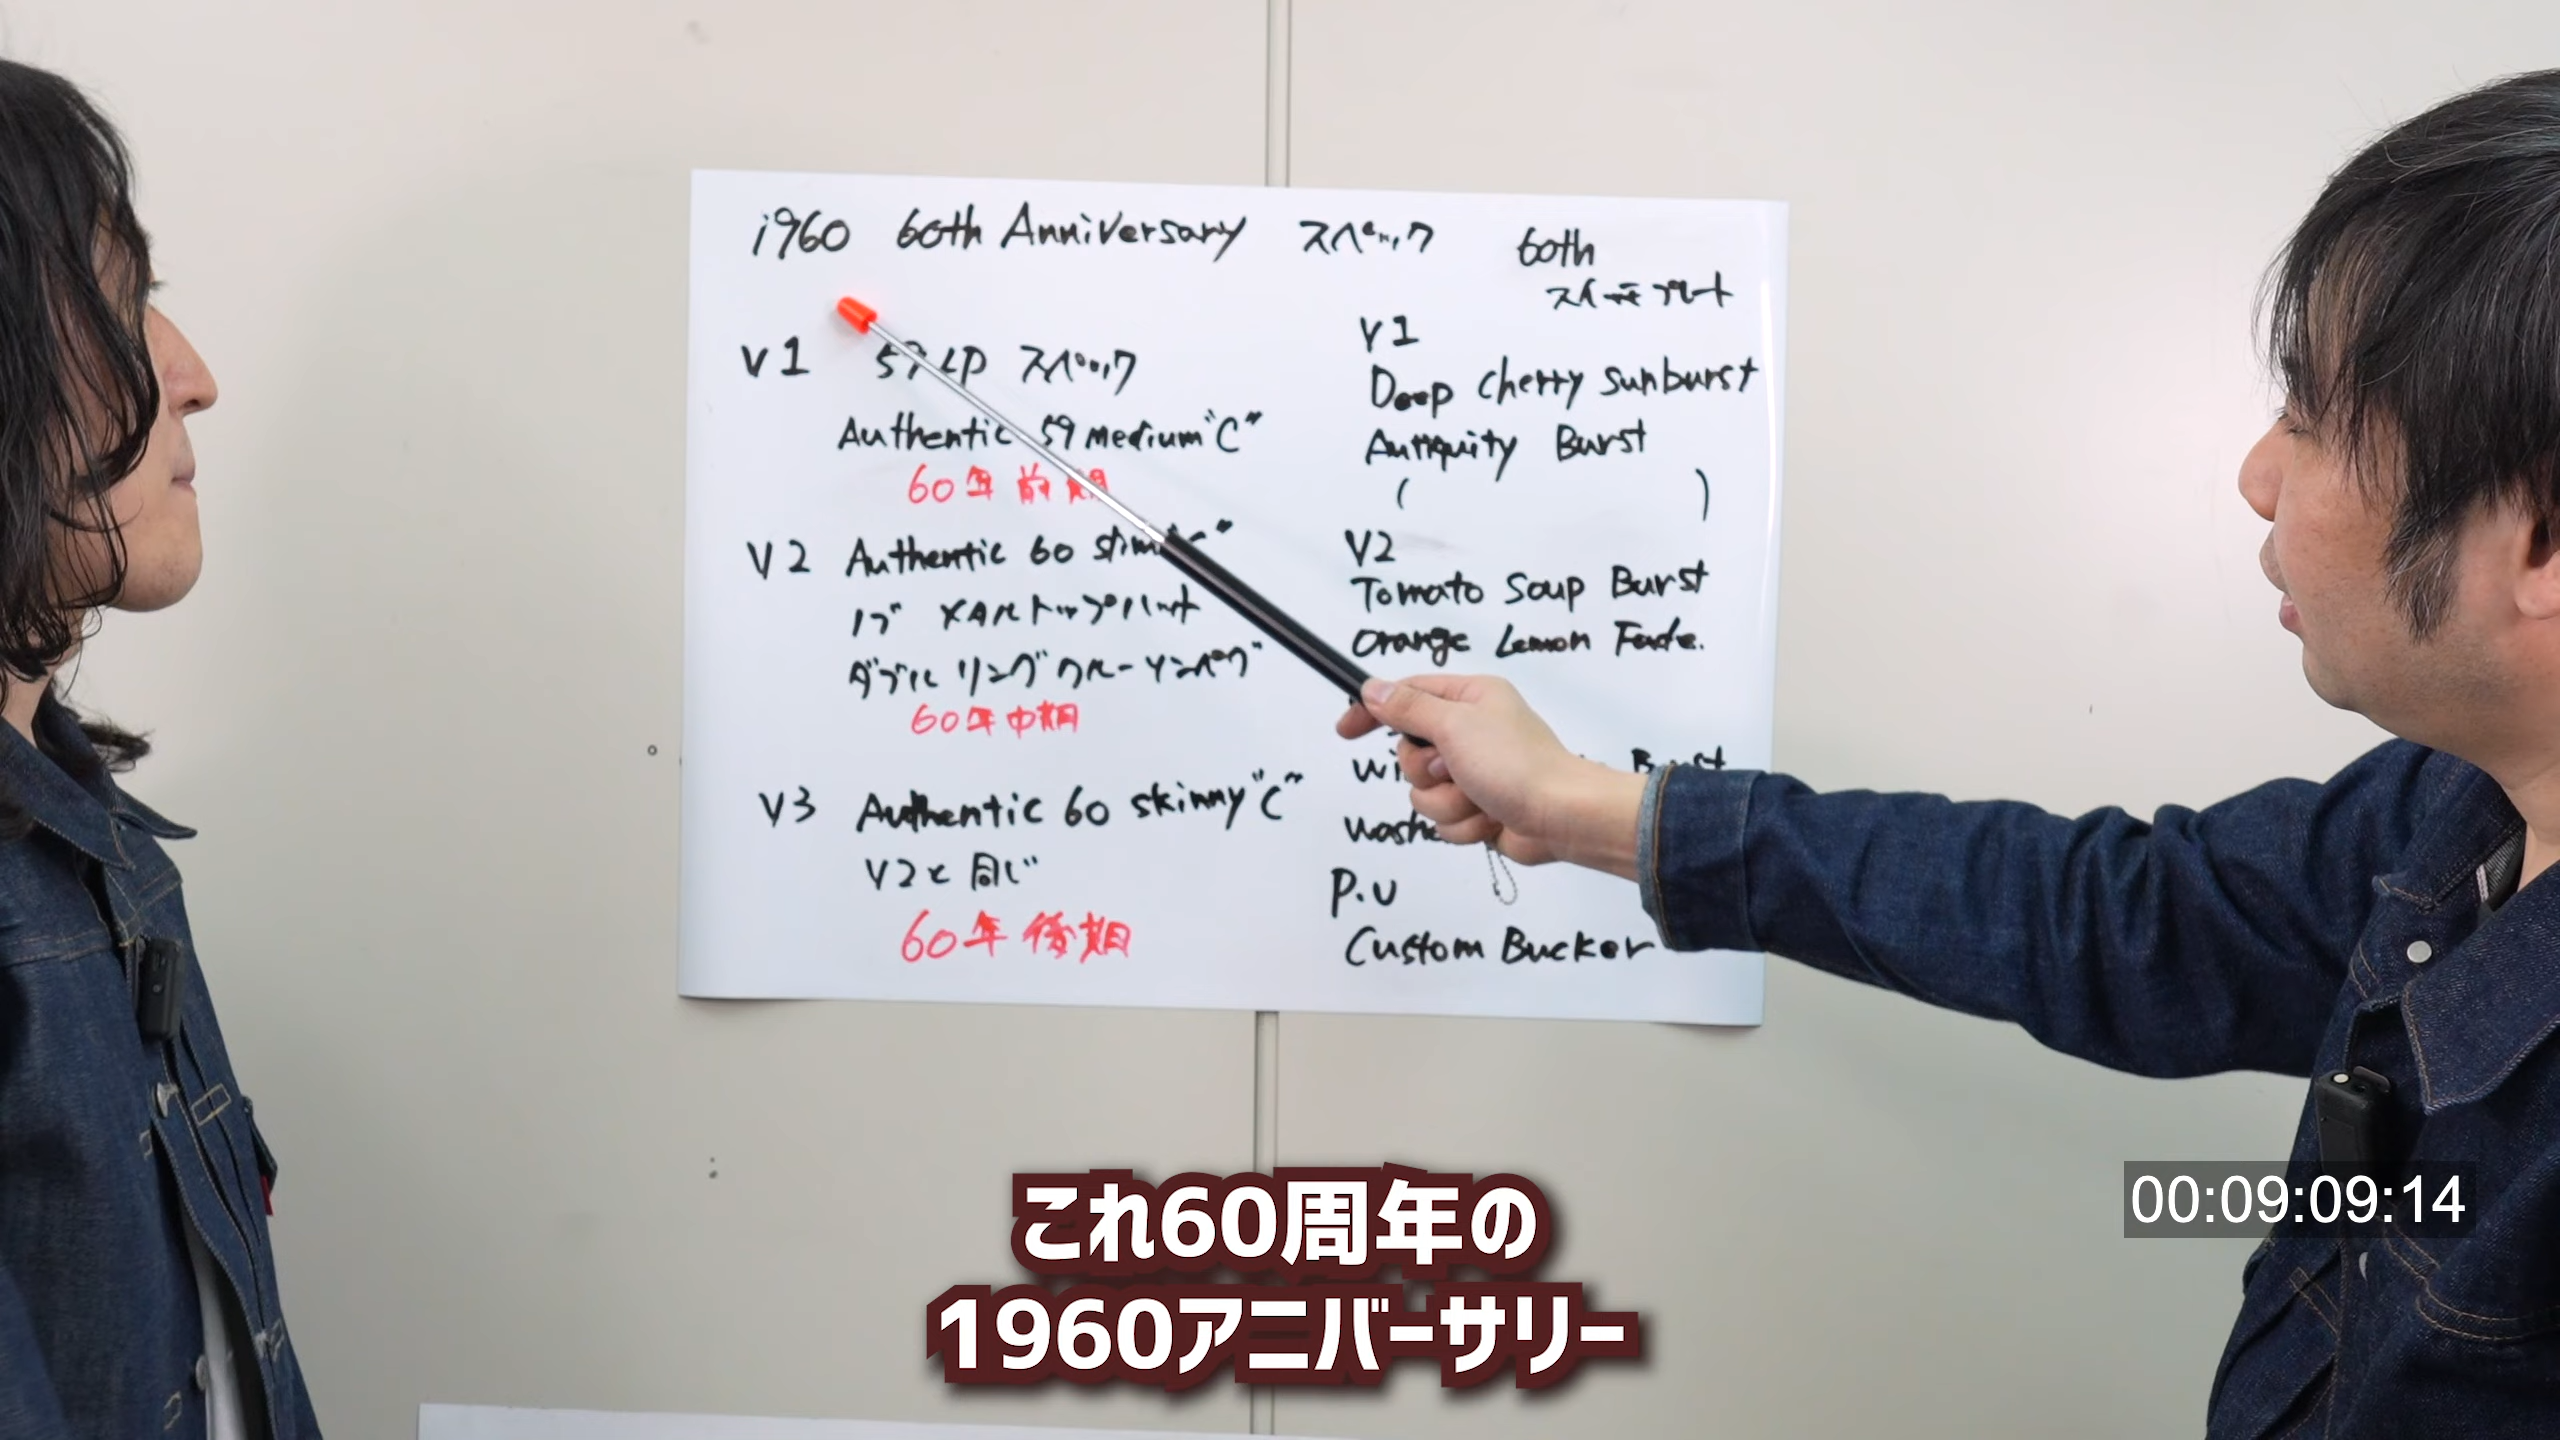 1960 60th Anniversary スペック
60th
スイッチプレート
V1 59 LP スペック
Authentic 59 medium "C"
60年前期
V2 Authentic 60 slim
ノブ メタルトップハット
ダブルリングクルーソンペグ
60年中期
V3 Authentic 60 skinny "C"
V2と同じ
60年後期
V1
Deep Cherry Sunburst
Antiquity Burst
( )
V2
Tomato Soup Burst
Orange Lemon Fade.
Burst
P.U
Custom Bucker
これ60周年の
1960アニバーサリー
00:09:09:14